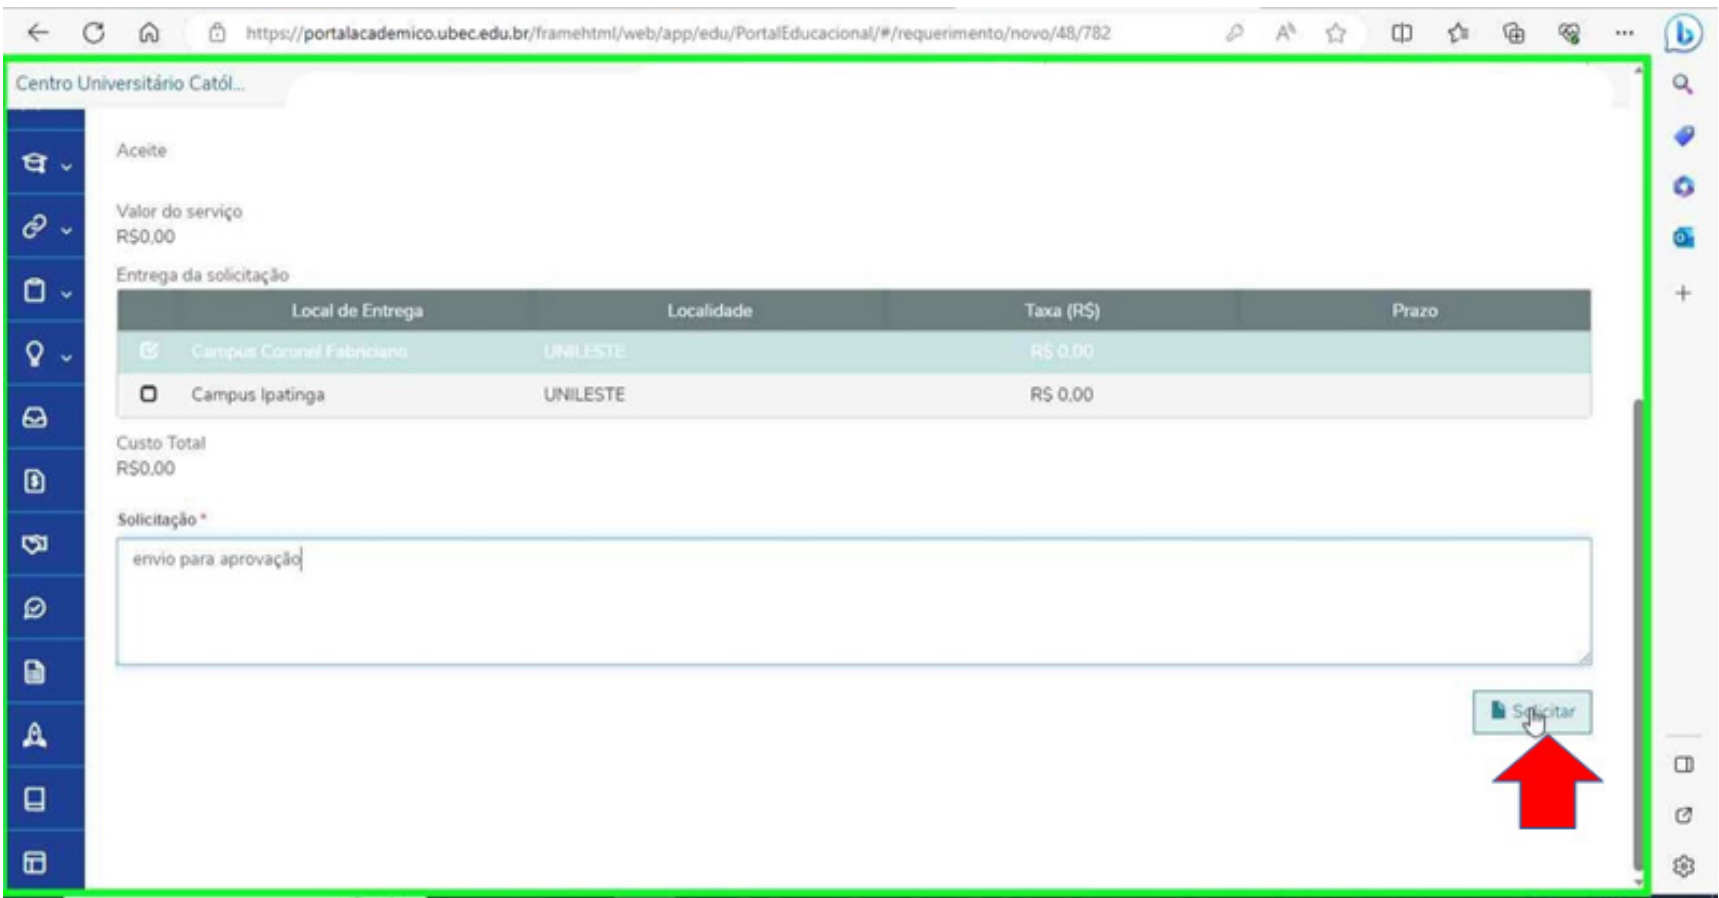 https://portalacademico.ubec.edu.br/framehtml/web/app/edu/PortalEducacional/#/requerimento/novo/48/782
Centro Universitário Catól...
Aceite
Valor do serviço
R$0,00
Entrega da solicitação
Local de Entrega Localidade Taxa (R$) Prazo
Campus Coronel Fabriciano UNILESTE R$ 0,00
Campus Ipatinga UNILESTE R$ 0,00
Custo Total
R$0,00
Solicitação *
envio para aprovação
Solicitar